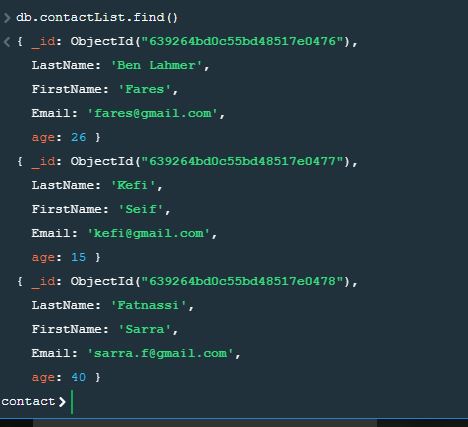 > db.contactList.find()
< { _id: ObjectId("639264bd0c55bd48517e0476"),
LastName: 'Ben Lahmer',
FirstName: 'Fares',
Email: 'fares@gmail.com',
age: 26 }
{ _id: ObjectId("639264bd0c55bd48517e0477"),
LastName: 'Kefi',
FirstName: 'Seif',
Email: 'kefi@gmail.com',
age: 15 }
{ _id: ObjectId("639264bd0c55bd48517e0478"),
LastName: 'Fatnassi',
FirstName: 'Sarra',
Email: 'sarra.f@gmail.com',
age: 40 }
contact>